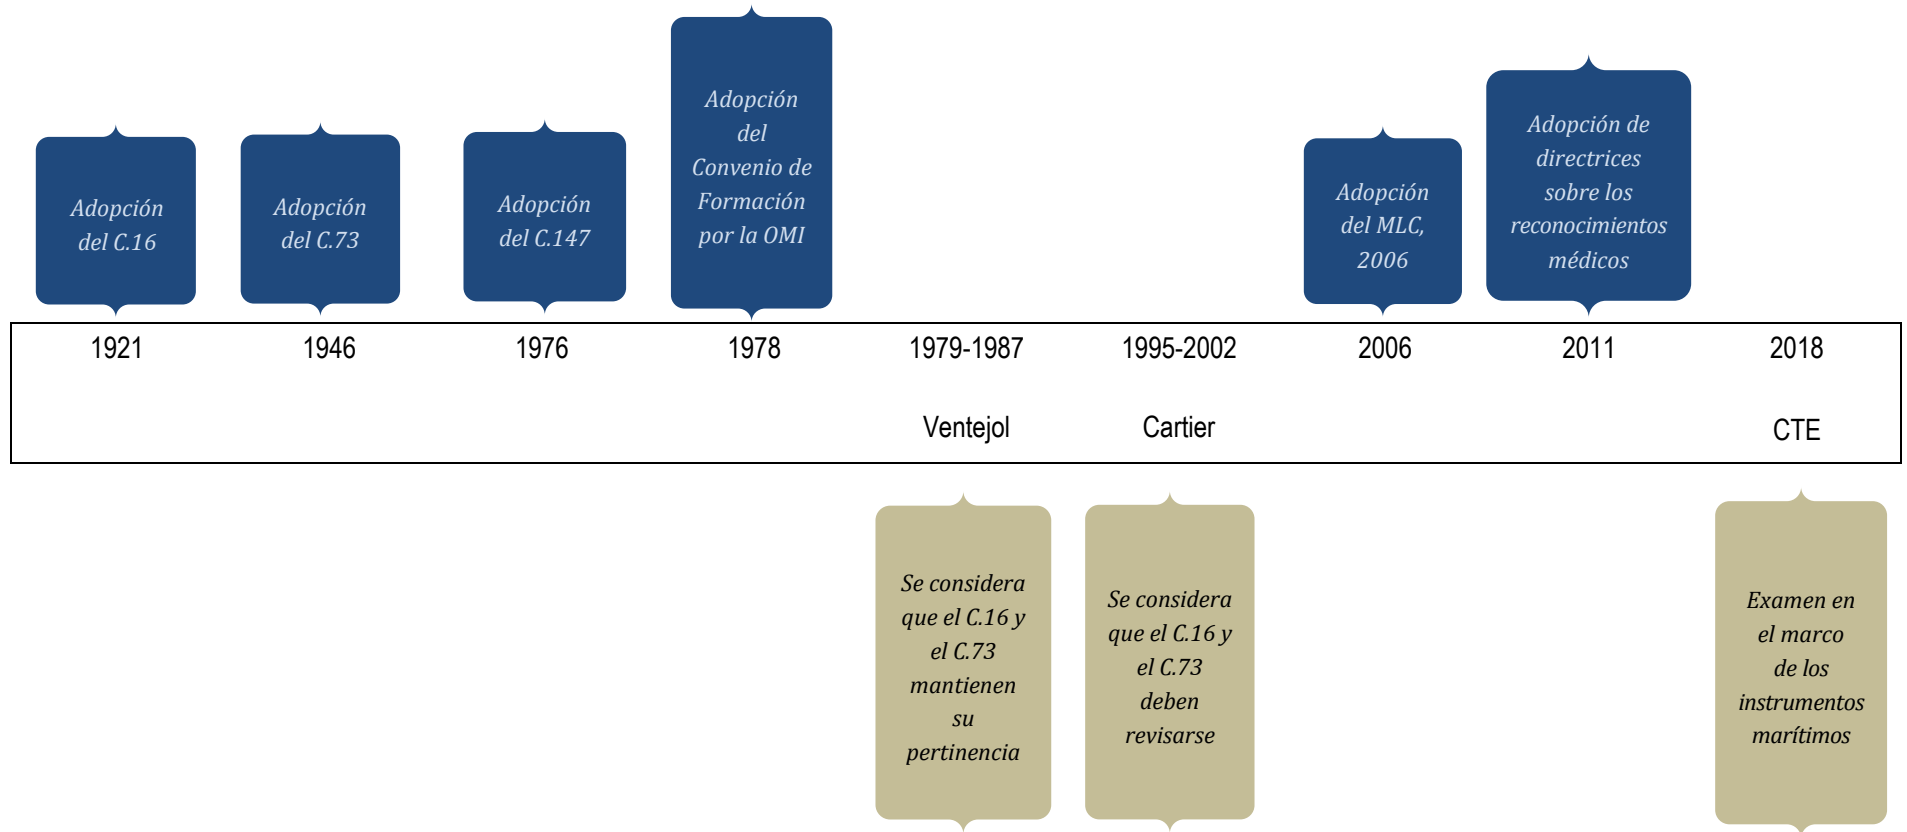 Adopción
del C.16
Adopción
del C.73
Adopción
del C.147
Adopción
del
Convenio de
Formación
por la OMI
Adopción
del MLC,
2006
Adopción de
directrices
sobre los
reconocimientos
médicos
1921
1946
1976
1978
1979-1987
1995-2002
2006
2011
2018
Ventejol
Cartier
CTE
Se considera
que el C.16 y
el C.73
mantienen
su
pertinencia
Se considera
que el C.16 y
el C.73
deben
revisarse
Examen en
el marco
de los
instrumentos
marítimos